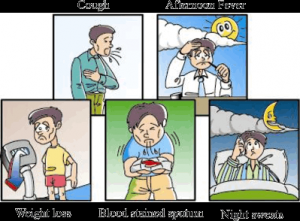 Cough Afternoon Fever
Weight loss Blood stained sputum Night sweats